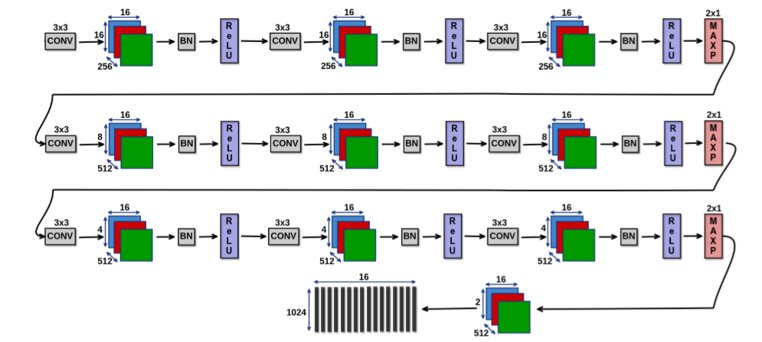 16 16 16 2x1
3x3 3x3 3x3
CONV 16 BN ReLU CONV 16 BN ReLU CONV 16 BN ReLU MAXP
256 256 256
16 16 16 2x1
3x3 3x3 3x3
CONV 8 BN ReLU CONV 8 BN ReLU CONV 8 BN ReLU MAXP
512 512 512
16 16 16 2x1
3x3 3x3 3x3
CONV 4 BN ReLU CONV 4 BN ReLU CONV 4 BN ReLU MAXP
512 512 512
16 16
1024 2
512